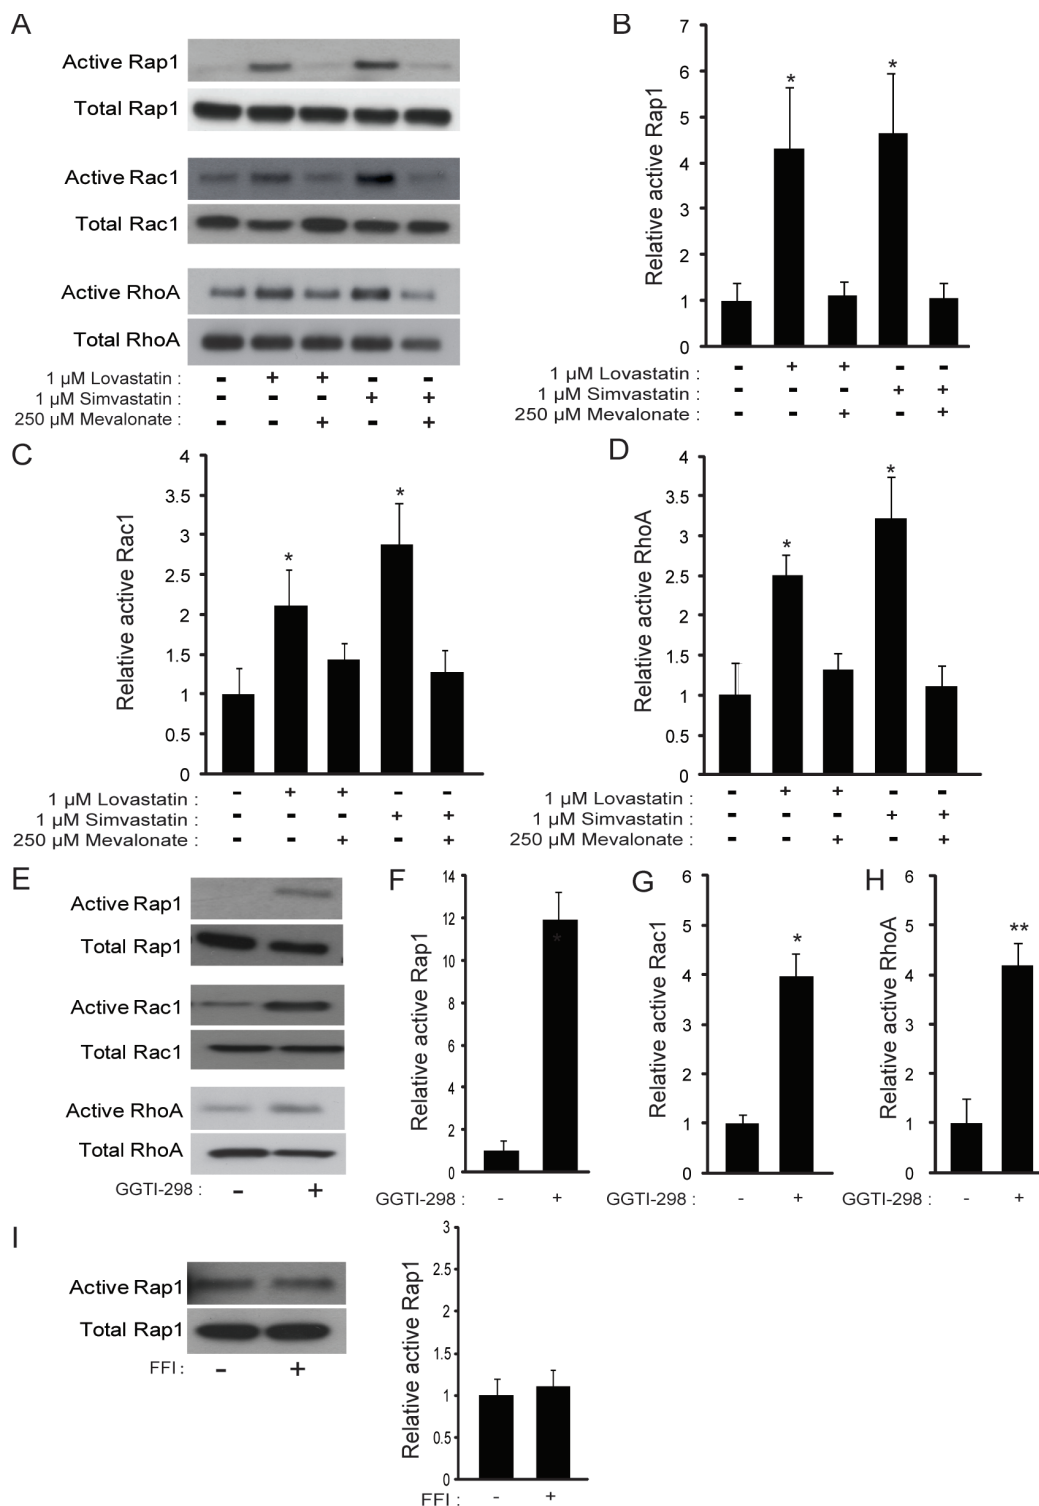 A
Active Rap1
Total Rap1
Active Rac1
Total Rac1
Active RhoA
Total RhoA
1 µM Lovastatin : - + + - -
1 µM Simvastatin : - - - + +
250 µM Mevalonate : - - + - +
B
Relative active Rap1
7
6
5
4
3
2
1
0
* *
1 µM Lovastatin : - + + - -
1 µM Simvastatin : - - - + +
250 µM Mevalonate : - - + - +
C
Relative active Rac1
4
3.5
3
2.5
2
1.5
1
0.5
0
* *
1 µM Lovastatin : - + + - -
1 µM Simvastatin : - - - + +
250 µM Mevalonate : - - + - +
D
Relative active RhoA
4
3.5
3
2.5
2
1.5
1
0.5
0
* *
1 µM Lovastatin : - + + - -
1 µM Simvastatin : - - - + +
250 µM Mevalonate : - - + - +
E
Active Rap1
Total Rap1
Active Rac1
Total Rac1
Active RhoA
Total RhoA
GGTI-298 : - +
F
Relative active Rap1
14
12
10
8
6
4
2
0
*
GGTI-298 : - +
G
Relative active Rac1
6
5
4
3
2
1
0
*
GGTI-298 : - +
H
Relative active RhoA
6
5
4
3
2
1
0
**
GGTI-298 : - +
I
Active Rap1
Total Rap1
FFI : - +
Relative active Rap1
3
2.5
2
1.5
1
0.5
0
FFI : - +